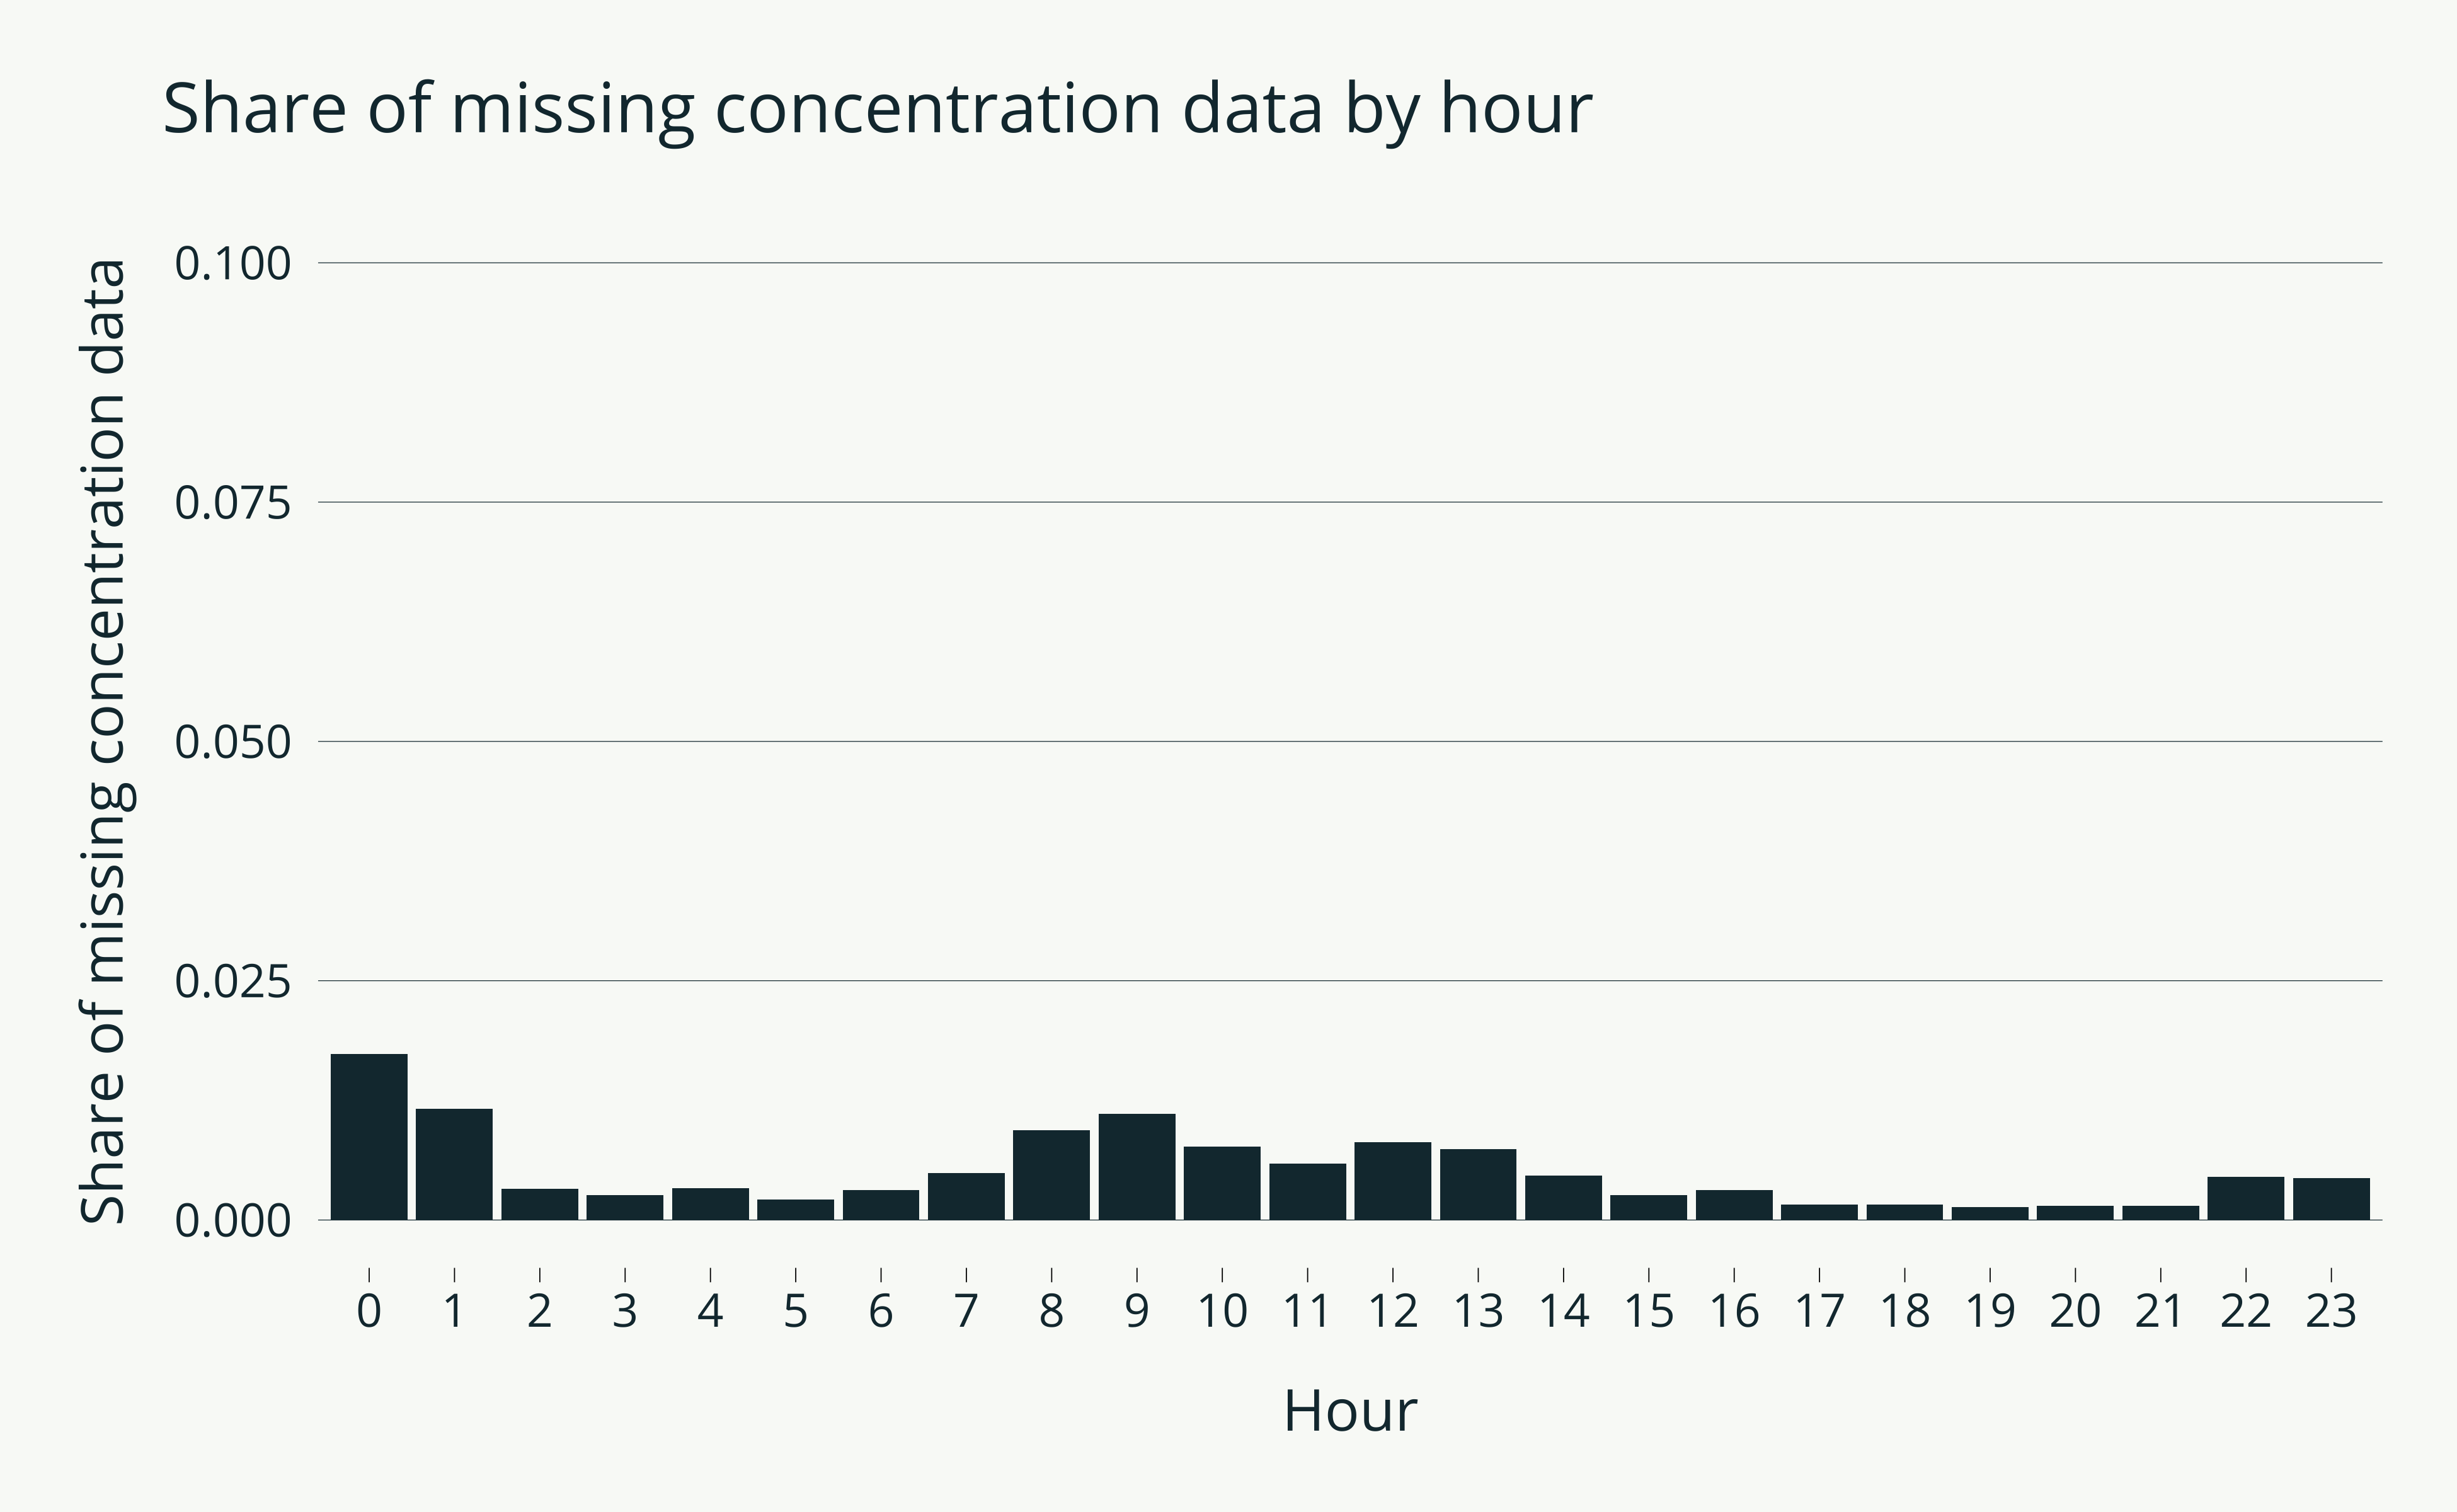 Share of missing concentration data by hour
Share of missing concentration data
0.100
0.075
0.050
0.025
0.000
0 1 2 3 4 5 6 7 8 9 10 11 12 13 14 15 16 17 18 19 20 21 22 23
Hour